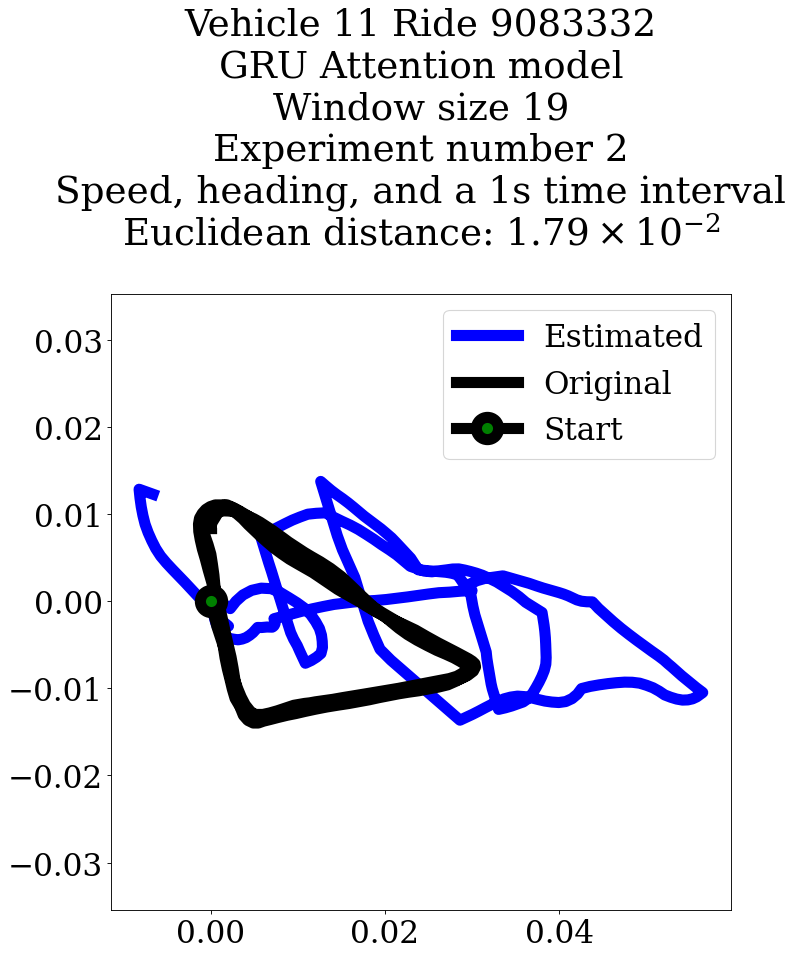 Vehicle 11 Ride 9083332
GRU Attention model
Window size 19
Experiment number 2
Speed, heading, and a 1s time interval
Euclidean distance: 1.79 × 10⁻²
Estimated
Original
Start
0.03
0.02
0.01
0.00
−0.01
−0.02
−0.03
0.00 0.02 0.04